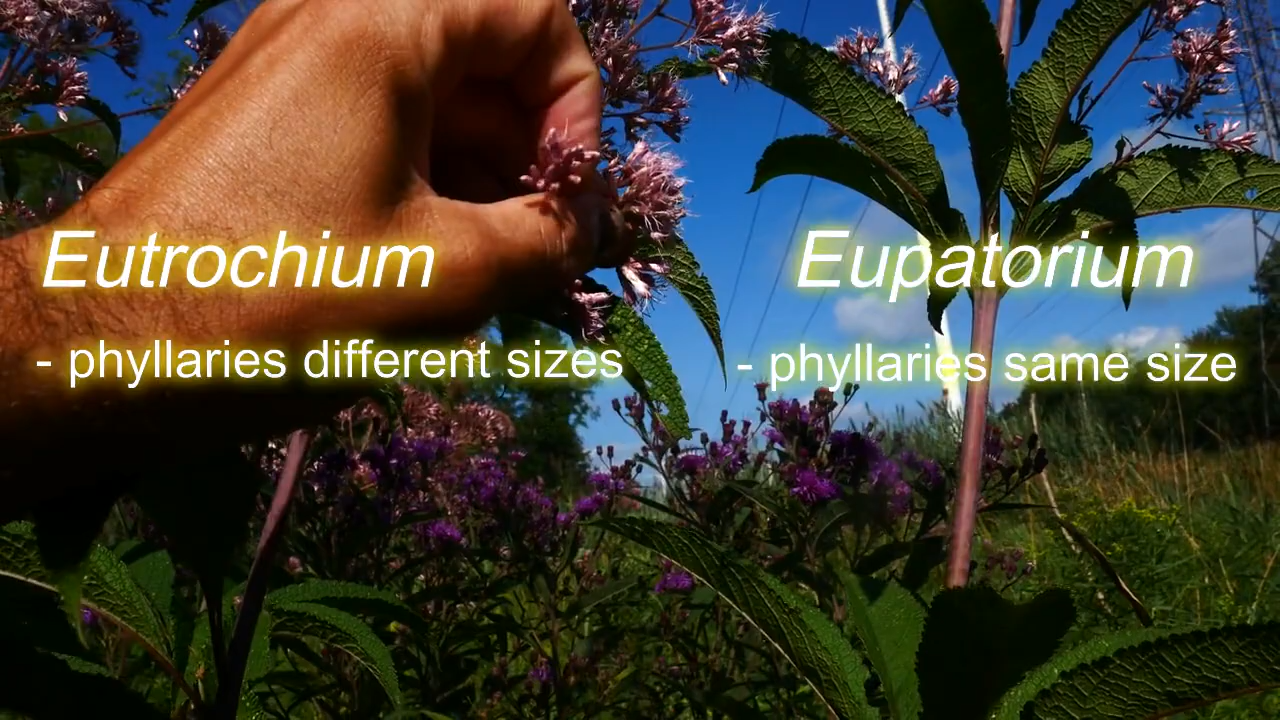 Eutrochium
- phyllaries different sizes
Eupatorium
- phyllaries same size